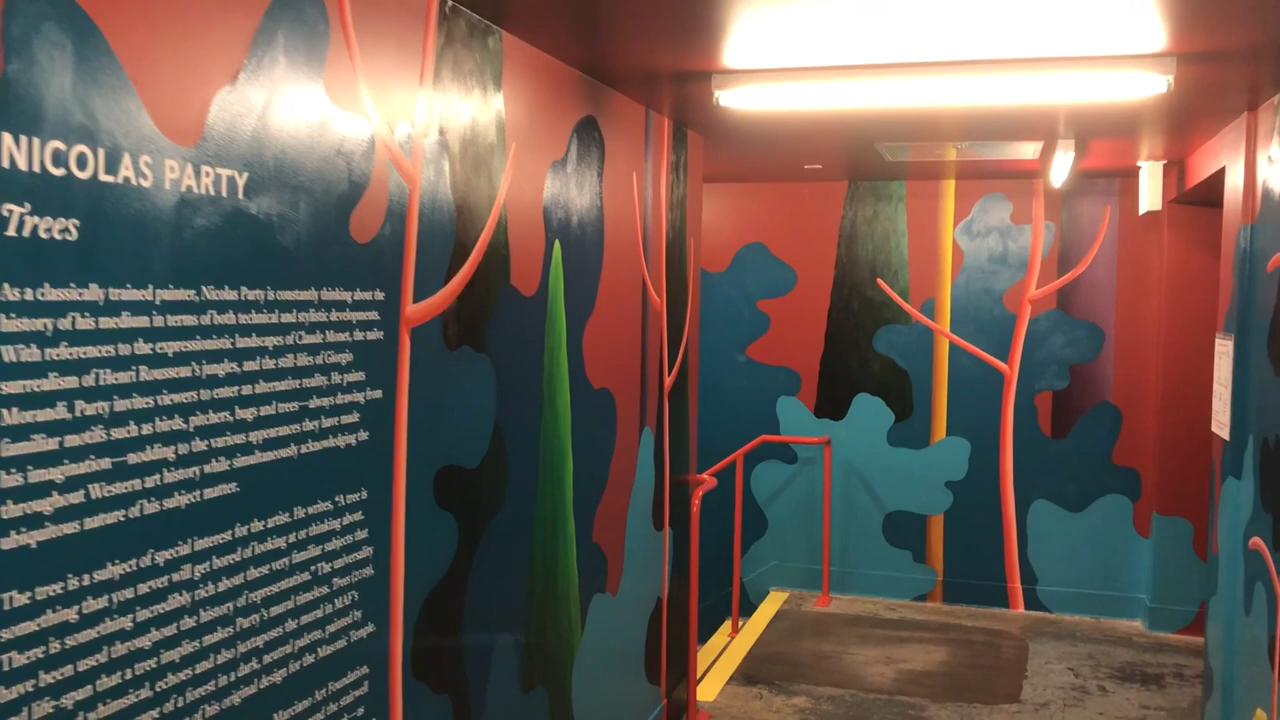 NICOLAS PARTY
Trees
As a classically trained painter, Nicolas Party is constantly thinking about the
history of his medium in terms of both technical and stylistic developments.
With references to the expressionistic landscapes of Claude Monet, the naïve
surrealism of Henri Rousseau's jungles, and the still-lifes of Giorgio
Morandi, Party invites viewers to enter an alternative reality. He paints
familiar motifs such as birds, pitchers, bugs and trees—always drawing from
his imagination—nodding to the various appearances they have made
throughout Western art history while simultaneously acknowledging the
ubiquitous nature of his subject matter.
The tree is a subject of special interest for the artist. He writes, "A tree is
something that you never will get bored of looking at or thinking about.
There is something incredibly rich about these very familiar subjects that
have been used throughout the history of representation." The universality
and life-span that a tree implies makes Party's mural timeless. Trees (2019),
and whimsical, echoes and also juxtaposes the mural in MAF's
of a forest in a dark, neutral palette, painted by
of his original design for the Masonic Temple.
Marciano Art Foundation,
and the stairwell